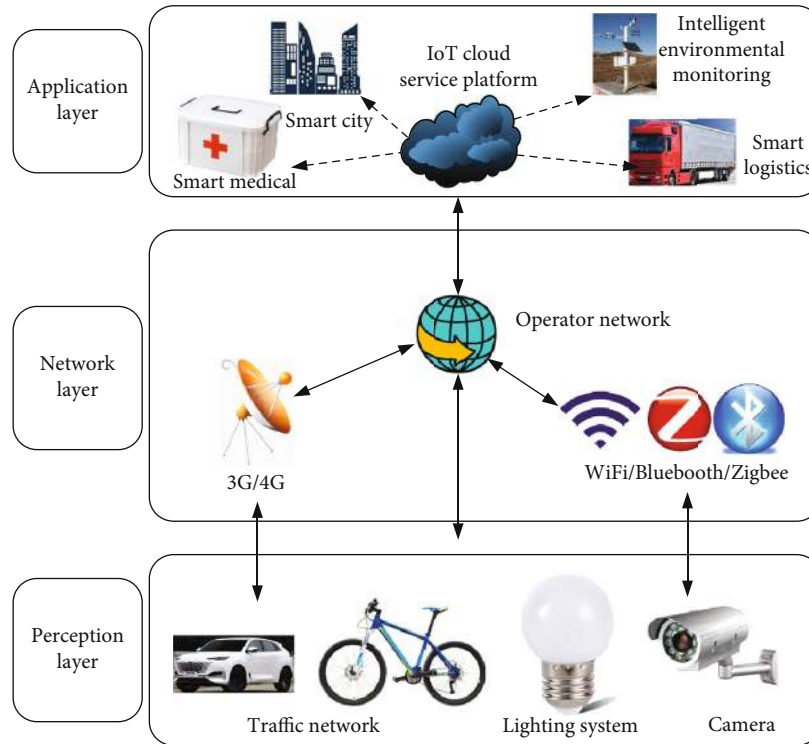 Application
layer
IoT cloud
service platform
Intelligent
environmental
monitoring
Smart city
Smart medical
Smart
logistics
Network
layer
Operator network
3G/4G
WiFi/Bluebooth/Zigbee
Perception
layer
Traffic network
Lighting system
Camera